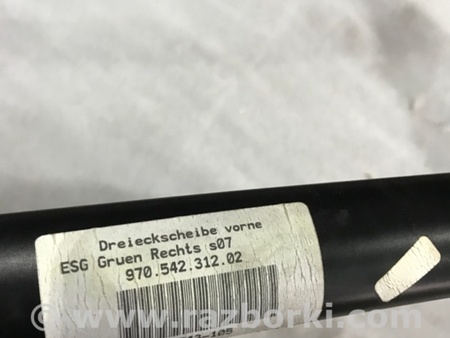 Dreieckscheibe vorne
ESG Gruen Rechts s07
970.542.312.02
© www.razborki.com